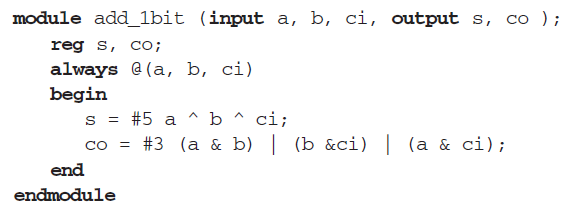 module add_1bit (input a, b, ci, output s, co );
reg s, co;
always @(a, b, ci)
begin
s = #5 a ^ b ^ ci;
co = #3 (a & b) | (b &ci) | (a & ci);
end
endmodule